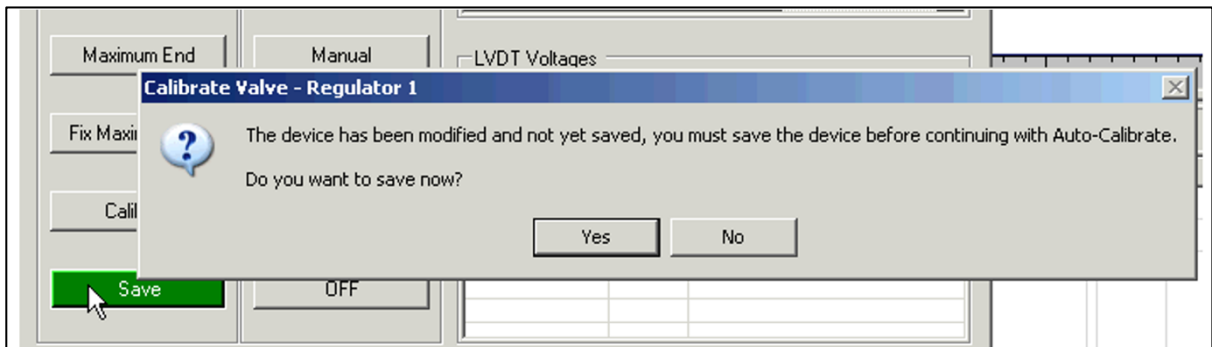 Maximum End
Manual
LVDT Voltages
Calibrate Valve - Regulator 1
Fix Maxi
The device has been modified and not yet saved, you must save the device before continuing with Auto-Calibrate.
Do you want to save now?
Calil
Yes
No
Save
OFF